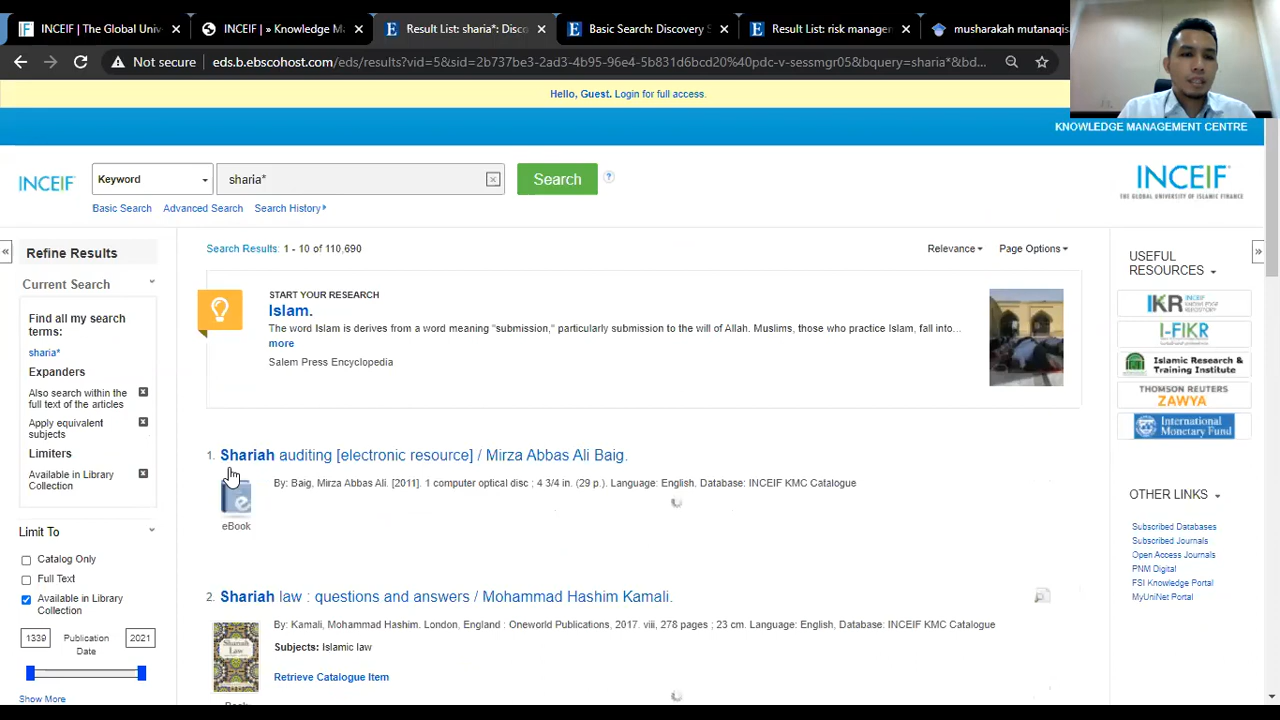 INCEIF | The Global Univ
INCEIF | » Knowledge Ma
Result List: sharia*: Disco
Basic Search: Discovery S
Result List: risk managem
musharakah mutanaqis
Not secure
eds.b.ebscohost.com/eds/results?vid=5&sid=2b737be3-2ad3-4b95-96e4-5b831d6bcd20%40pdc-v-sessmgr05&bquery=sharia*&bd...
Hello, Guest. Login for full access.
KNOWLEDGE MANAGEMENT CENTRE
INCEIF
Keyword
sharia*
Search
?
Basic Search
Advanced Search
Search History
INCEIF
THE GLOBAL UNIVERSITY OF ISLAMIC FINANCE
«
Refine Results
Current Search
Find all my search
terms:
sharia*
Expanders
Also search within the
full text of the articles
Apply equivalent
subjects
Limiters
Available in Library
Collection
Limit To
Catalog Only
Full Text
Available in Library
Collection
1339
Publication
Date
2021
Show More
Search Results: 1 - 10 of 110,690
Relevance
Page Options
START YOUR RESEARCH
Islam.
The word Islam is derives from a word meaning "submission," particularly submission to the will of Allah. Muslims, those who practice Islam, fall into...
more
Salem Press Encyclopedia
1. Shariah auditing [electronic resource] / Mirza Abbas Ali Baig.
By: Baig, Mirza Abbas Ali. [2011]. 1 computer optical disc ; 4 3/4 in. (29 p.). Language: English, Database: INCEIF KMC Catalogue
eBook
2. Shariah law : questions and answers / Mohammad Hashim Kamali.
By: Kamali, Mohammad Hashim. London, England : Oneworld Publications, 2017. viii, 278 pages ; 23 cm. Language: English, Database: INCEIF KMC Catalogue
Subjects: Islamic law
Shariah
Law
Retrieve Catalogue Item
USEFUL
RESOURCES
»
IKR INCEIF KNOWLEDGE REPOSITORY
I-FIKR
Islamic Research &
Training Institute
THOMSON REUTERS
ZAWYA
International
Monetary Fund
OTHER LINKS
Subscribed Databases
Subscribed Journals
Open Access Journals
PNM Digital
FSI Knowledge Portal
MyUniNet Portal